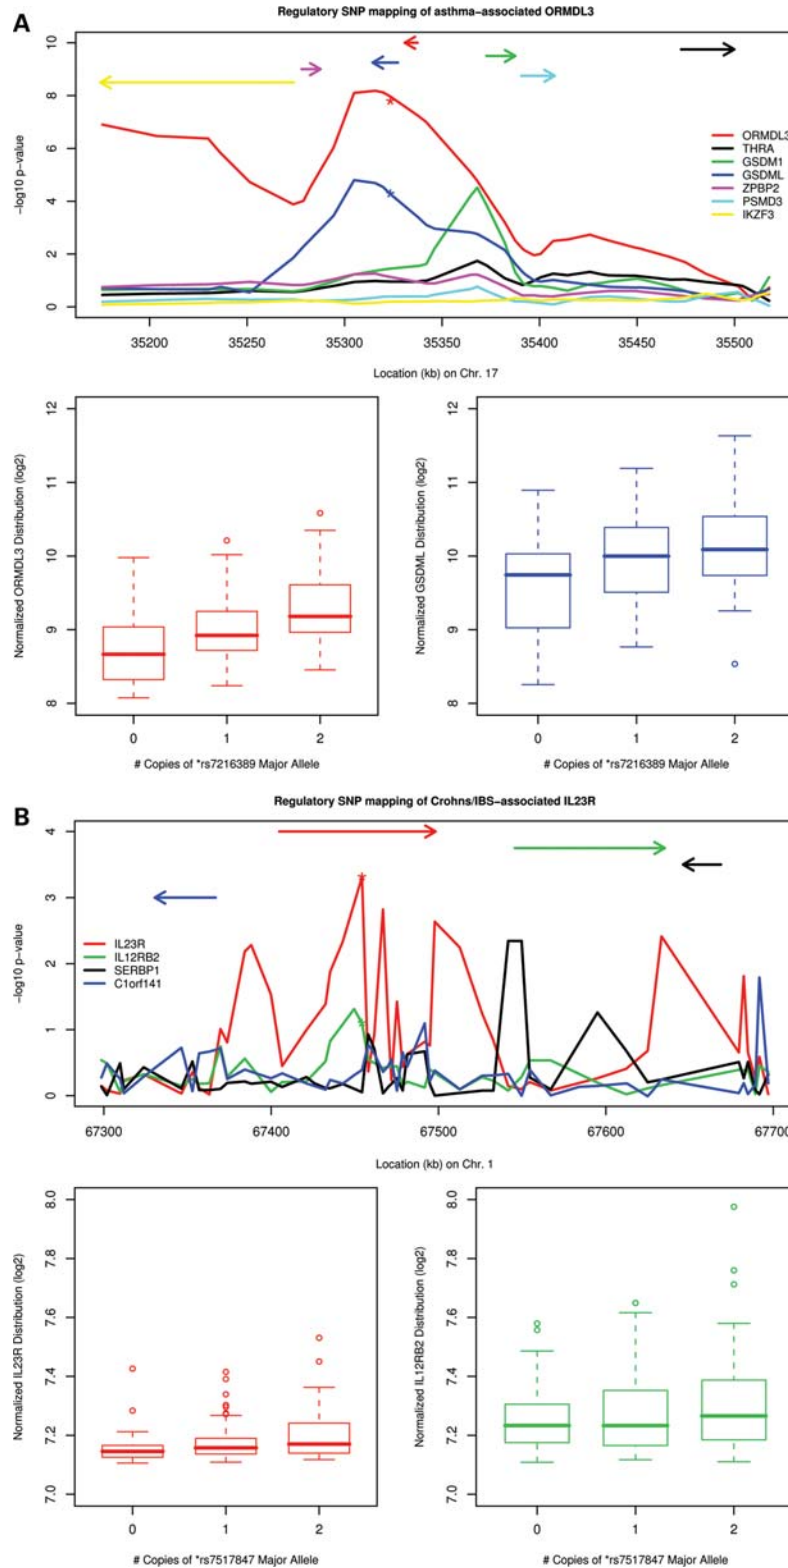 A
Regulatory SNP mapping of asthma−associated ORMDL3
−log10 p−value
10
8
6
4
2
0
ORMDL3
THRA
GSDM1
GSDML
ZPBP2
PSMD3
IKZF3
35200 35250 35300 35350 35400 35450 35500
Location (kb) on Chr. 17
Normalized ORMDL3 Distribution (log2)
12
11
10
9
8
0 1 2
# Copies of *rs7216389 Major Allele
Normalized GSDML Distribution (log2)
12
11
10
9
8
0 1 2
# Copies of *rs7216389 Major Allele
B
Regulatory SNP mapping of Crohns/IBS−associated IL23R
−log10 p−value
4
3
2
1
0
IL23R
IL12RB2
SERBP1
C1orf141
67300 67400 67500 67600 67700
Location (kb) on Chr. 1
Normalized IL23R Distribution (log2)
8.0
7.8
7.6
7.4
7.2
7.0
0 1 2
# Copies of *rs7517847 Major Allele
Normalized IL12RB2 Distribution (log2)
8.0
7.8
7.6
7.4
7.2
7.0
0 1 2
# Copies of *rs7517847 Major Allele